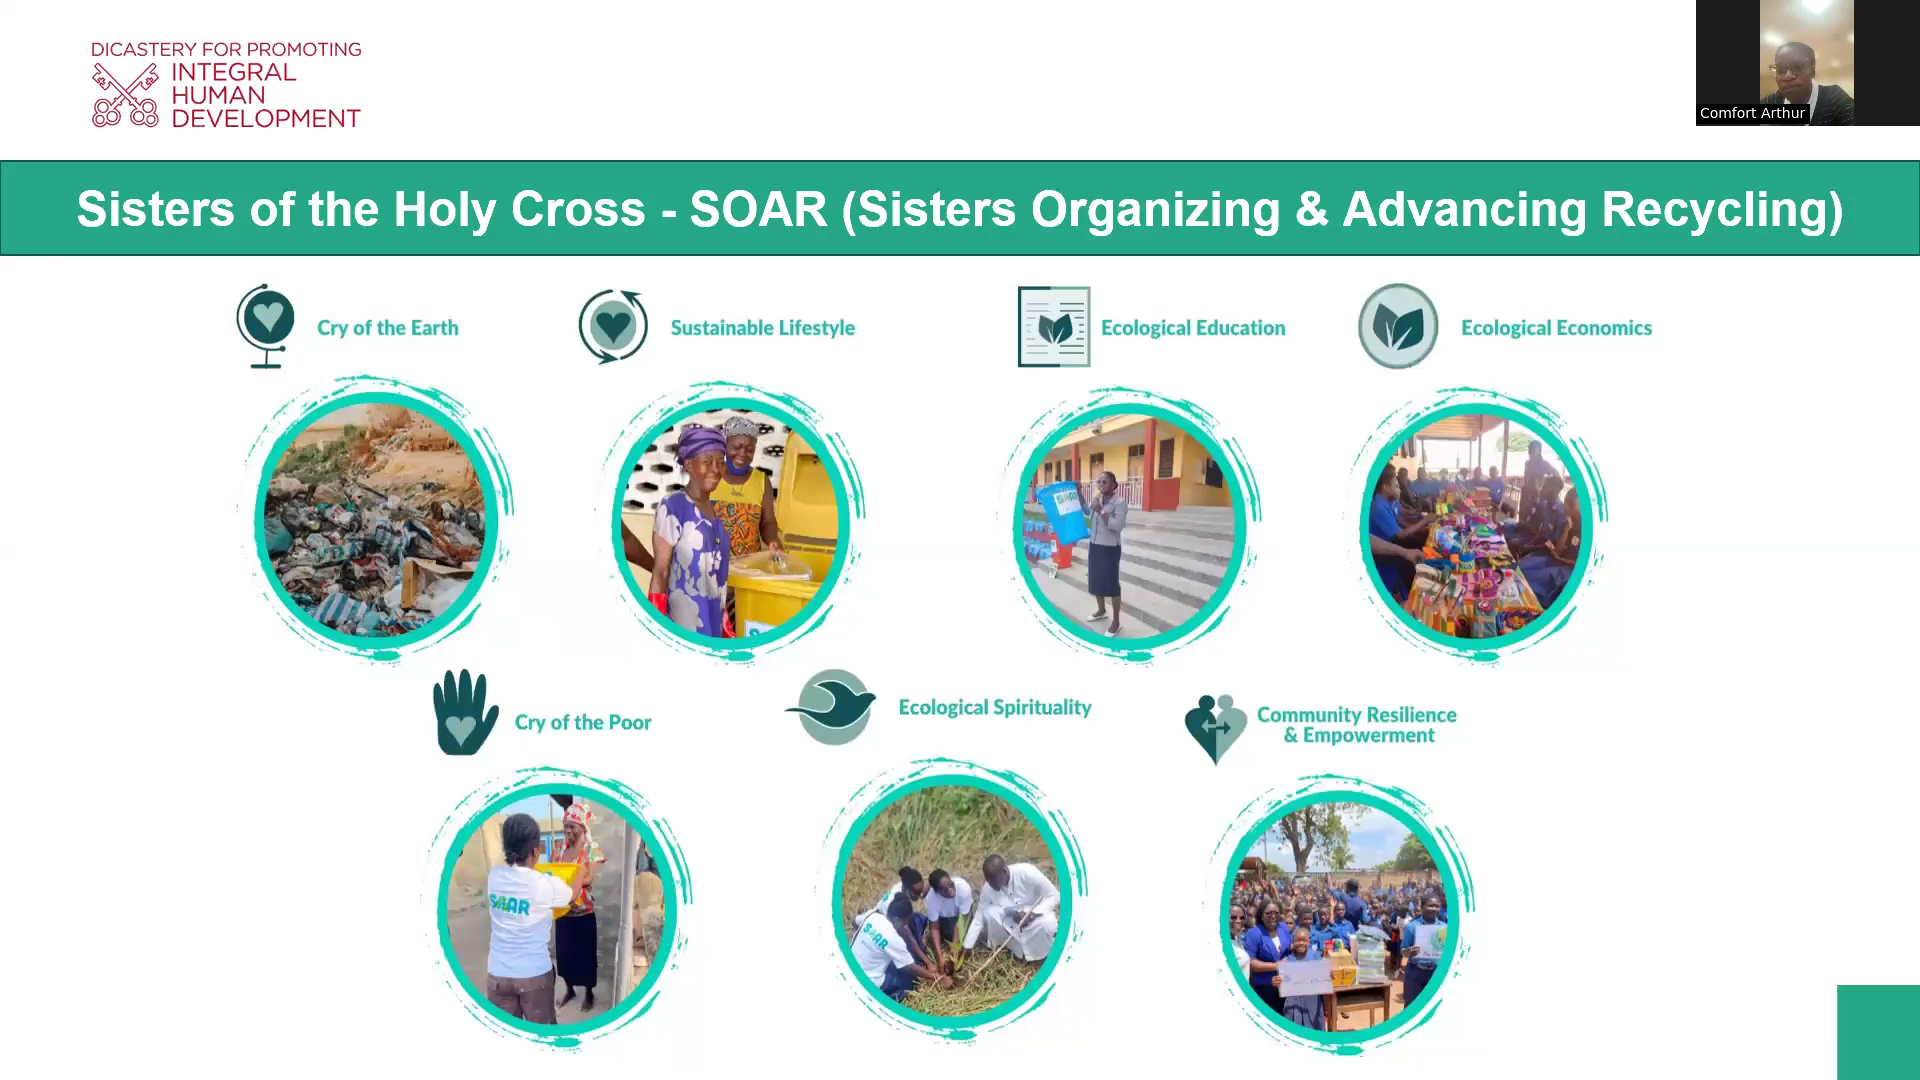 DICASTERY FOR PROMOTING
INTEGRAL
HUMAN
DEVELOPMENT
Comfort Arthur
Sisters of the Holy Cross - SOAR (Sisters Organizing & Advancing Recycling)
Cry of the Earth
Sustainable Lifestyle
Ecological Education
Ecological Economics
SOAR
Cry of the Poor
Ecological Spirituality
Community Resilience
& Empowerment
SOAR
SOAR